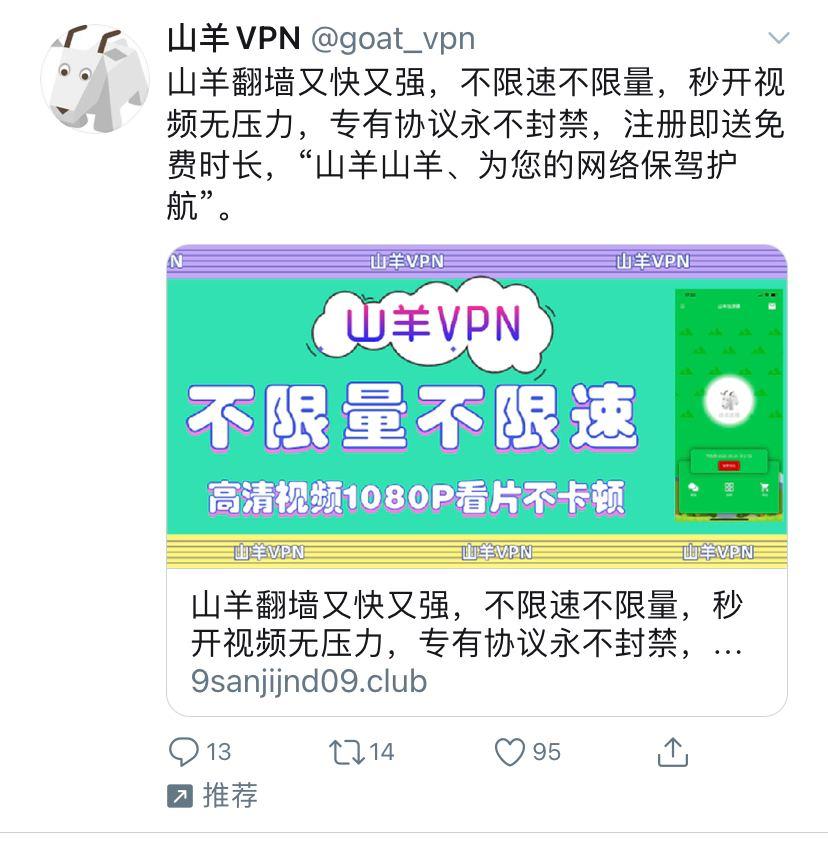 山羊 VPN @goat_vpn
山羊翻墙又快又强，不限速不限量，秒开视
频无压力，专有协议永不封禁，注册即送免
费时长，“山羊山羊、为您的网络保驾护
航”。
N 山羊VPN 山羊VPN
山羊VPN
不限量不限速
高清视频1080P看片不卡顿
山羊VPN 山羊VPN 山羊VPN
山羊翻墙又快又强，不限速不限量，秒
开视频无压力，专有协议永不封禁，...
9sanjijnd09.club
13 14 95
推荐